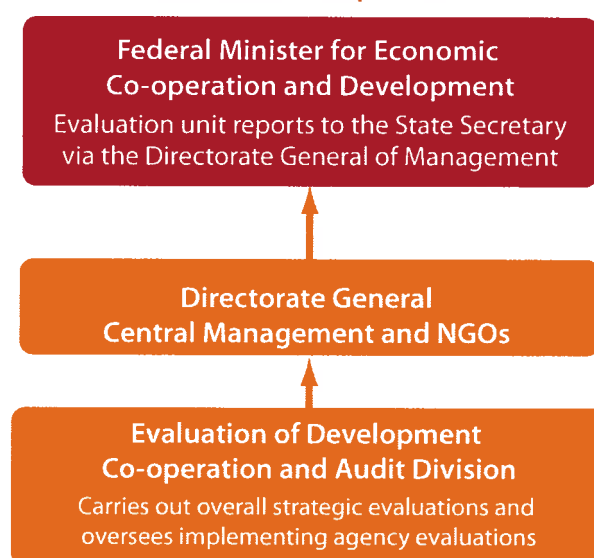 Federal Minister for Economic
Co-operation and Development
Evaluation unit reports to the State Secretary
via the Directorate General of Management
Directorate General
Central Management and NGOs
Evaluation of Development
Co-operation and Audit Division
Carries out overall strategic evaluations and
oversees implementing agency evaluations